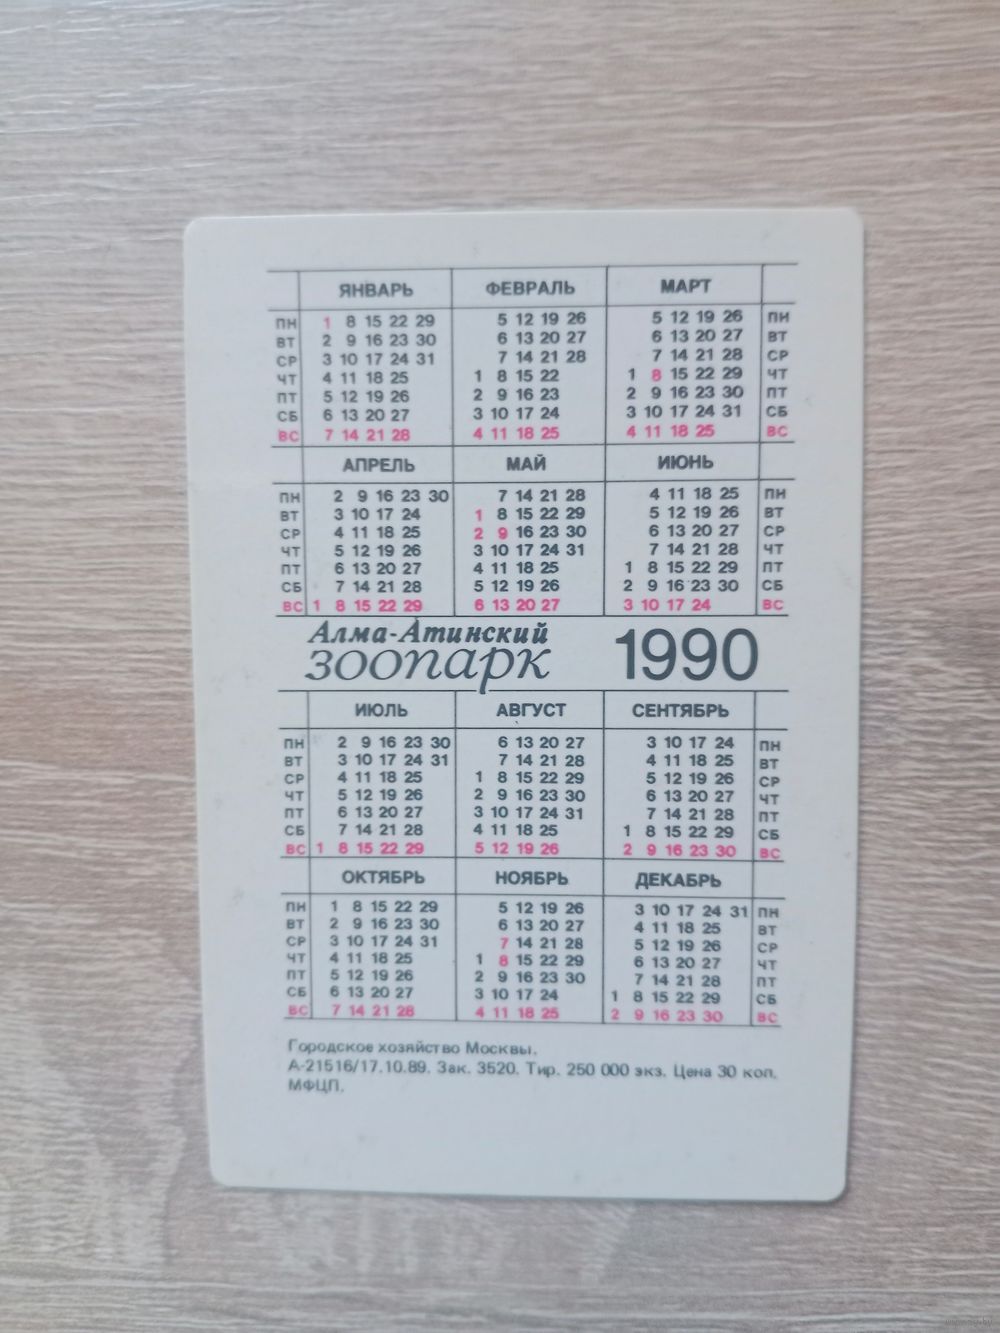 ЯНВАРЬ ФЕВРАЛЬ МАРТ
ПН 1 8 15 22 29 5 12 19 26 5 12 19 26 ПН
ВТ 2 9 16 23 30 6 13 20 27 6 13 20 27 ВТ
СР 3 10 17 24 31 7 14 21 28 7 14 21 28 СР
ЧТ 4 11 18 25 1 8 15 22 1 8 15 22 29 ЧТ
ПТ 5 12 19 26 2 9 16 23 2 9 16 23 30 ПТ
СБ 6 13 20 27 3 10 17 24 3 10 17 24 31 СБ
ВС 7 14 21 28 4 11 18 25 4 11 18 25 ВС
АПРЕЛЬ МАЙ ИЮНЬ
ПН 2 9 16 23 30 7 14 21 28 4 11 18 25 ПН
ВТ 3 10 17 24 1 8 15 22 29 5 12 19 26 ВТ
СР 4 11 18 25 2 9 16 23 30 6 13 20 27 СР
ЧТ 5 12 19 26 3 10 17 24 31 7 14 21 28 ЧТ
ПТ 6 13 20 27 4 11 18 25 1 8 15 22 29 ПТ
СБ 7 14 21 28 5 12 19 26 2 9 16 23 30 СБ
ВС 1 8 15 22 29 6 13 20 27 3 10 17 24 ВС
Алма-Атинский
зоопарк 1990
ИЮЛЬ АВГУСТ СЕНТЯБРЬ
ПН 2 9 16 23 30 6 13 20 27 3 10 17 24 ПН
ВТ 3 10 17 24 31 7 14 21 28 4 11 18 25 ВТ
СР 4 11 18 25 1 8 15 22 29 5 12 19 26 СР
ЧТ 5 12 19 26 2 9 16 23 30 6 13 20 27 ЧТ
ПТ 6 13 20 27 3 10 17 24 31 7 14 21 28 ПТ
СБ 7 14 21 28 4 11 18 25 1 8 15 22 29 СБ
ВС 1 8 15 22 29 5 12 19 26 2 9 16 23 30 ВС
ОКТЯБРЬ НОЯБРЬ ДЕКАБРЬ
ПН 1 8 15 22 29 5 12 19 26 3 10 17 24 31 ПН
ВТ 2 9 16 23 30 6 13 20 27 4 11 18 25 ВТ
СР 3 10 17 24 31 7 14 21 28 5 12 19 26 СР
ЧТ 4 11 18 25 1 8 15 22 29 6 13 20 27 ЧТ
ПТ 5 12 19 26 2 9 16 23 30 7 14 21 28 ПТ
СБ 6 13 20 27 3 10 17 24 1 8 15 22 29 СБ
ВС 7 14 21 28 4 11 18 25 2 9 16 23 30 ВС
Городское хозяйство Москвы.
А-21516/17.10.89. Зак. 3520. Тир. 250 000 экз. Цена 30 коп.
МФЦП.